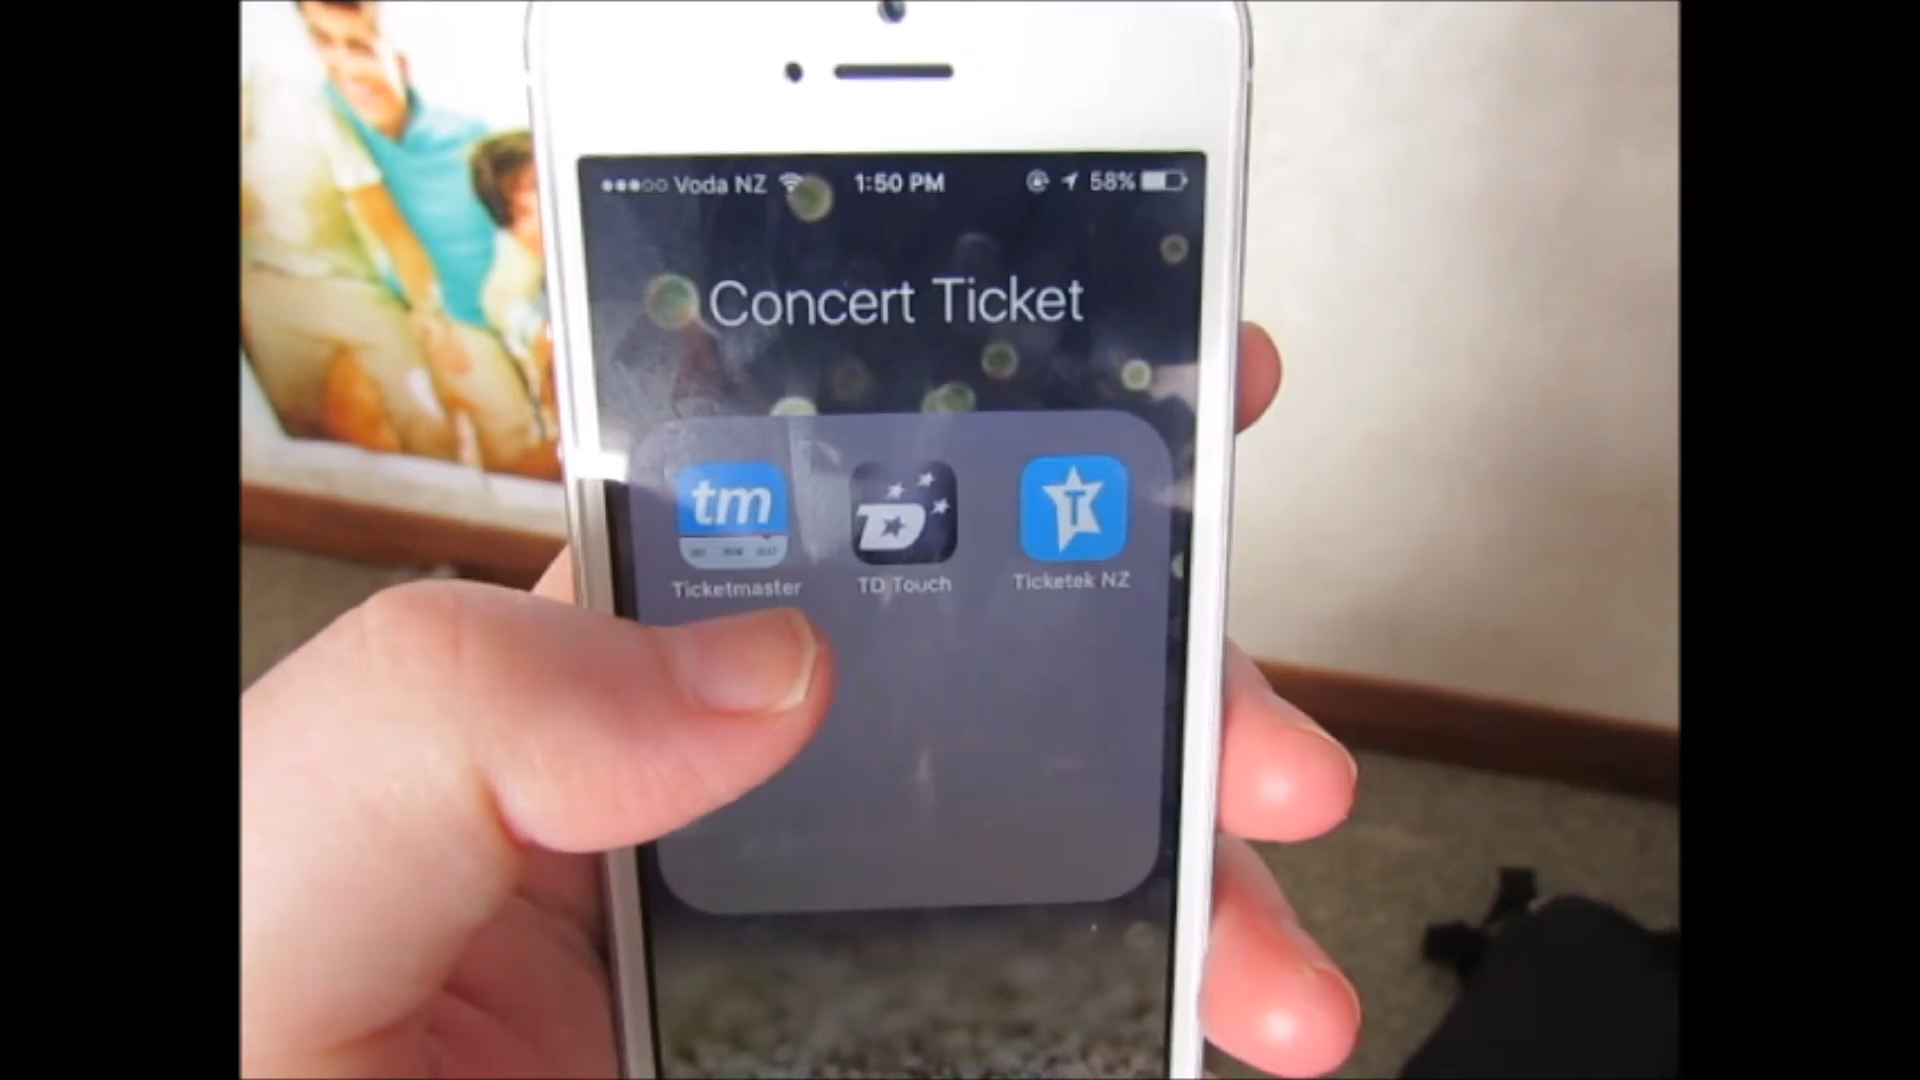 Voda NZ 1:50 PM 58%
Concert Ticket
tm
D
T
Ticketmaster TD Touch Ticketek NZ